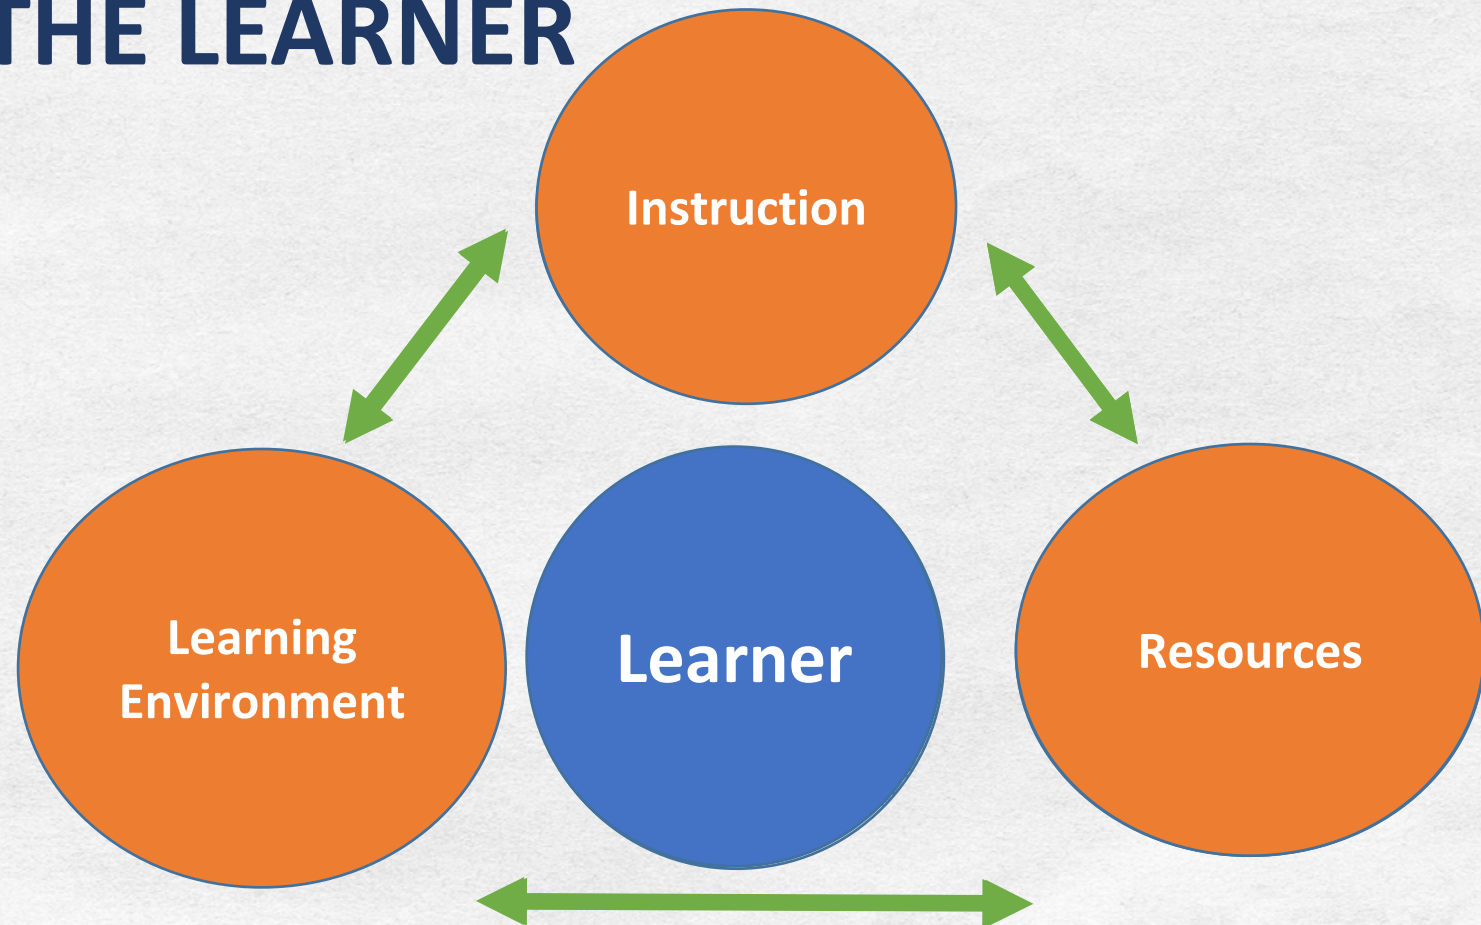 THE LEARNER
Instruction
Learning
Environment
Learner
Resources